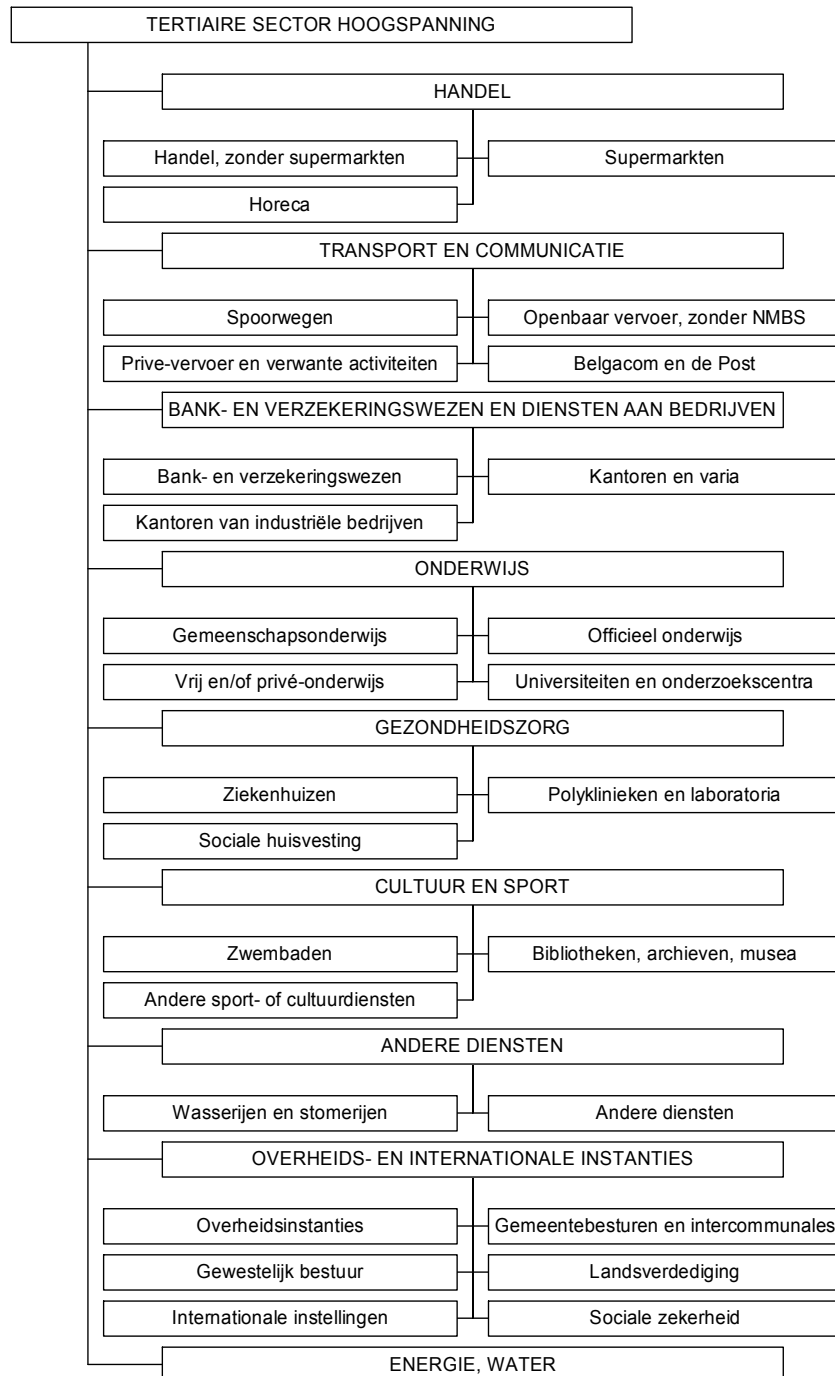 TERTIAIRE SECTOR HOOGSPANNING
HANDEL
Handel, zonder supermarkten
Supermarkten
Horeca
TRANSPORT EN COMMUNICATIE
Spoorwegen
Openbaar vervoer, zonder NMBS
Prive-vervoer en verwante activiteiten
Belgacom en de Post
BANK- EN VERZEKERINGSWEZEN EN DIENSTEN AAN BEDRIJVEN
Bank- en verzekeringswezen
Kantoren en varia
Kantoren van industriële bedrijven
ONDERWIJS
Gemeenschapsonderwijs
Officieel onderwijs
Vrij en/of privé-onderwijs
Universiteiten en onderzoekscentra
GEZONDHEIDSZORG
Ziekenhuizen
Polyklinieken en laboratoria
Sociale huisvesting
CULTUUR EN SPORT
Zwembaden
Bibliotheken, archieven, musea
Andere sport- of cultuurdiensten
ANDERE DIENSTEN
Wasserijen en stomerijen
Andere diensten
OVERHEIDS- EN INTERNATIONALE INSTANTIES
Overheidsinstanties
Gemeentebesturen en intercommunales
Gewestelijk bestuur
Landsverdediging
Internationale instellingen
Sociale zekerheid
ENERGIE, WATER